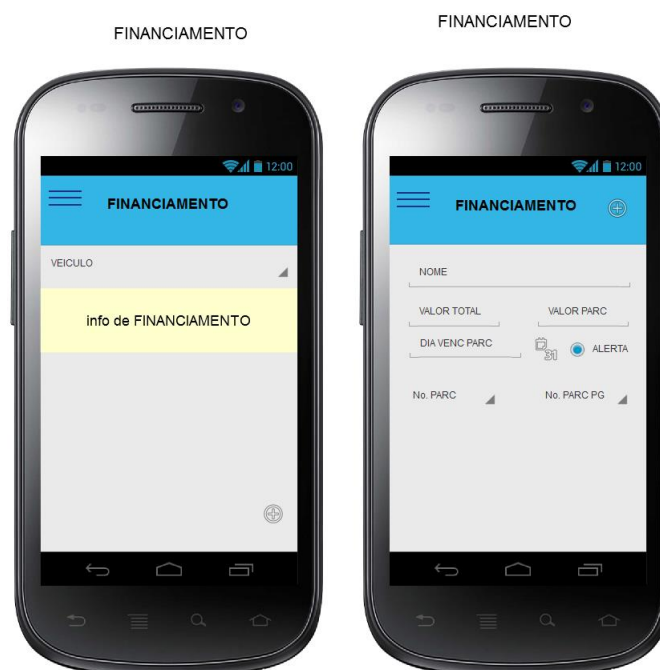 FINANCIAMENTO
12:00
FINANCIAMENTO
VEICULO
info de FINANCIAMENTO
FINANCIAMENTO
12:00
FINANCIAMENTO
NOME
VALOR TOTAL VALOR PARC
DIA VENC PARC 31 ALERTA
No. PARC No. PARC PG